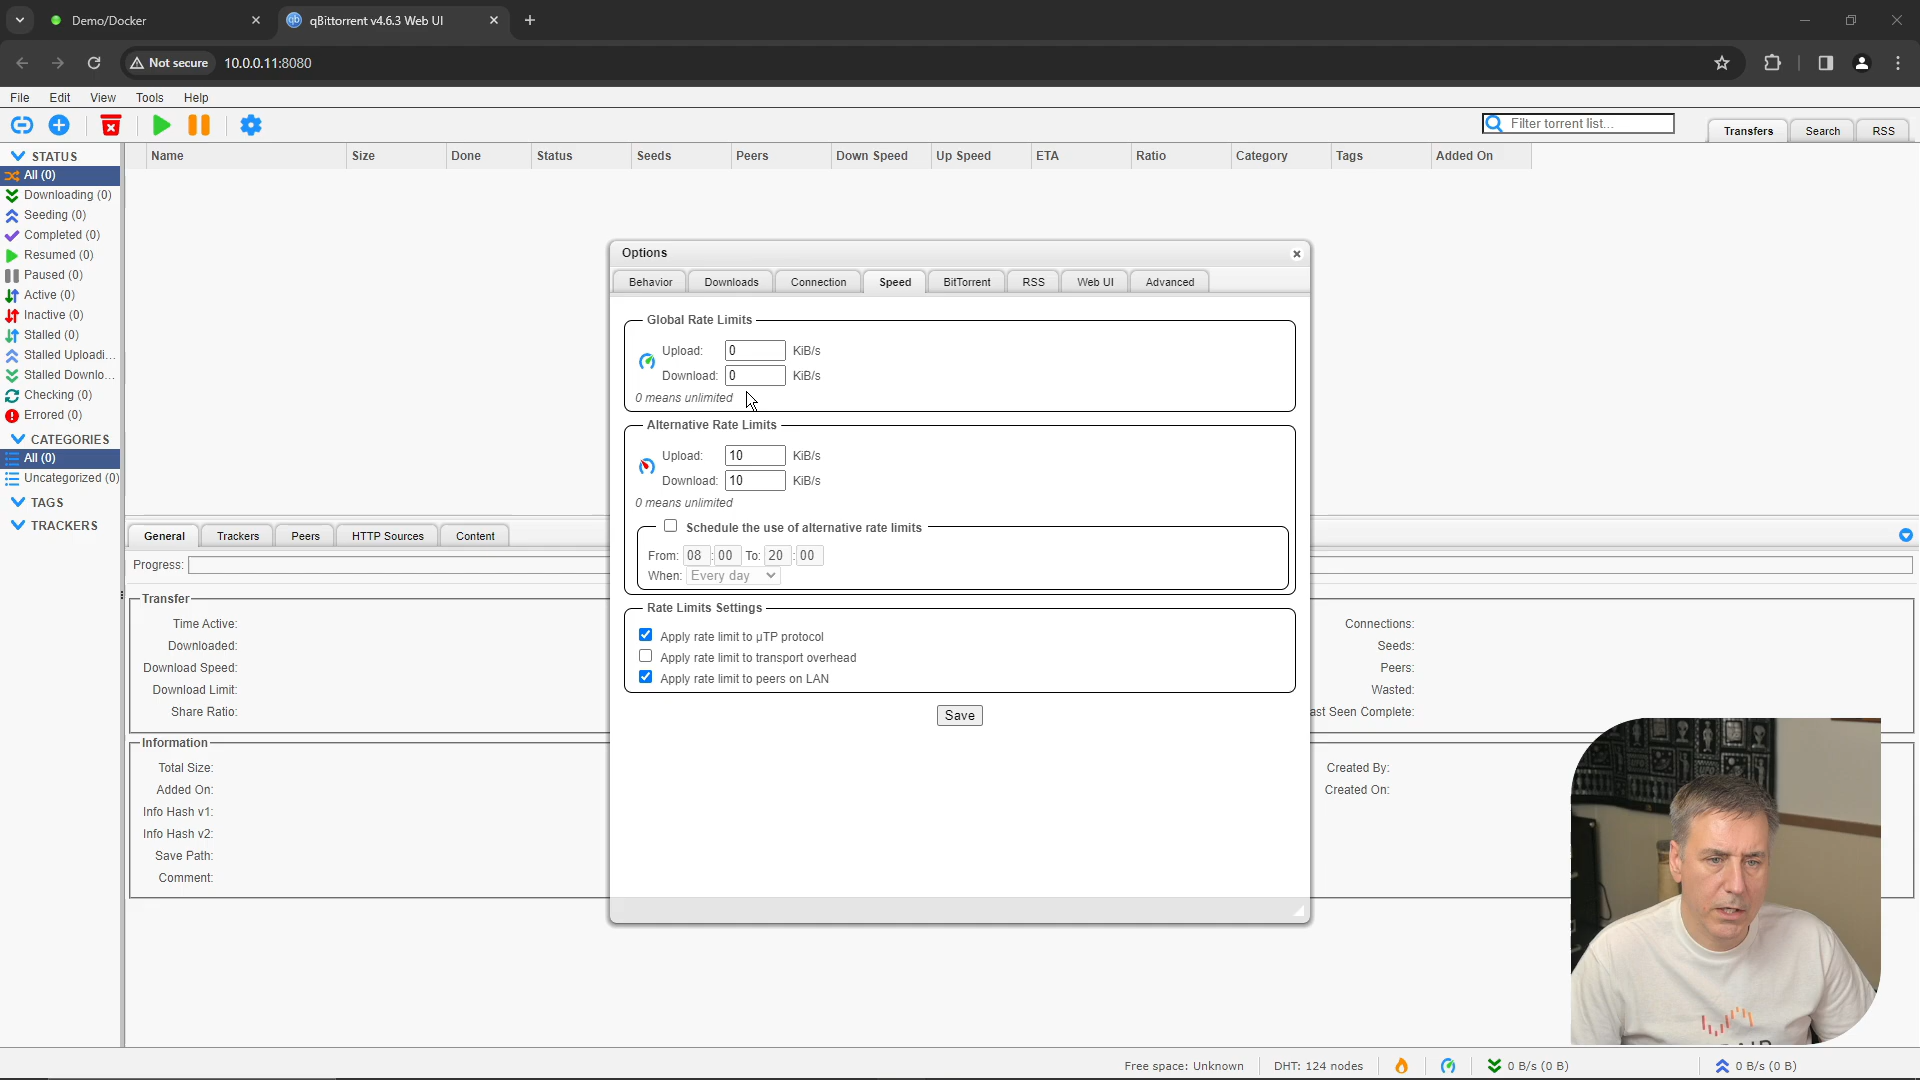 Demo/Docker
qBittorrent v4.6.3 Web UI
Not secure
10.0.0.11:8080
File Edit View Tools Help
Filter torrent list...
Transfers Search RSS
STATUS
All (0)
Downloading (0)
Seeding (0)
Completed (0)
Resumed (0)
Paused (0)
Active (0)
Inactive (0)
Stalled (0)
Stalled Uploadi...
Stalled Downlo...
Checking (0)
Errored (0)
CATEGORIES
All (0)
Uncategorized (0)
TAGS
TRACKERS
Name Size Done Status Seeds Peers Down Speed Up Speed ETA Ratio Category Tags Added On
Options
Behavior Downloads Connection Speed BitTorrent RSS Web UI Advanced
Global Rate Limits
Upload: 0 KiB/s
Download: 0 KiB/s
0 means unlimited
Alternative Rate Limits
Upload: 10 KiB/s
Download: 10 KiB/s
0 means unlimited
Schedule the use of alternative rate limits
From: 08 : 00 To: 20 : 00
When: Every day
Rate Limits Settings
Apply rate limit to µTP protocol
Apply rate limit to transport overhead
Apply rate limit to peers on LAN
Save
General Trackers Peers HTTP Sources Content
Progress:
Transfer
Time Active:
Downloaded:
Download Speed:
Download Limit:
Share Ratio:
Connections:
Seeds:
Peers:
Wasted:
ast Seen Complete:
Information
Total Size:
Added On:
Info Hash v1:
Info Hash v2:
Save Path:
Comment:
Created By:
Created On:
Free space: Unknown
DHT: 124 nodes
0 B/s (0 B)
0 B/s (0 B)